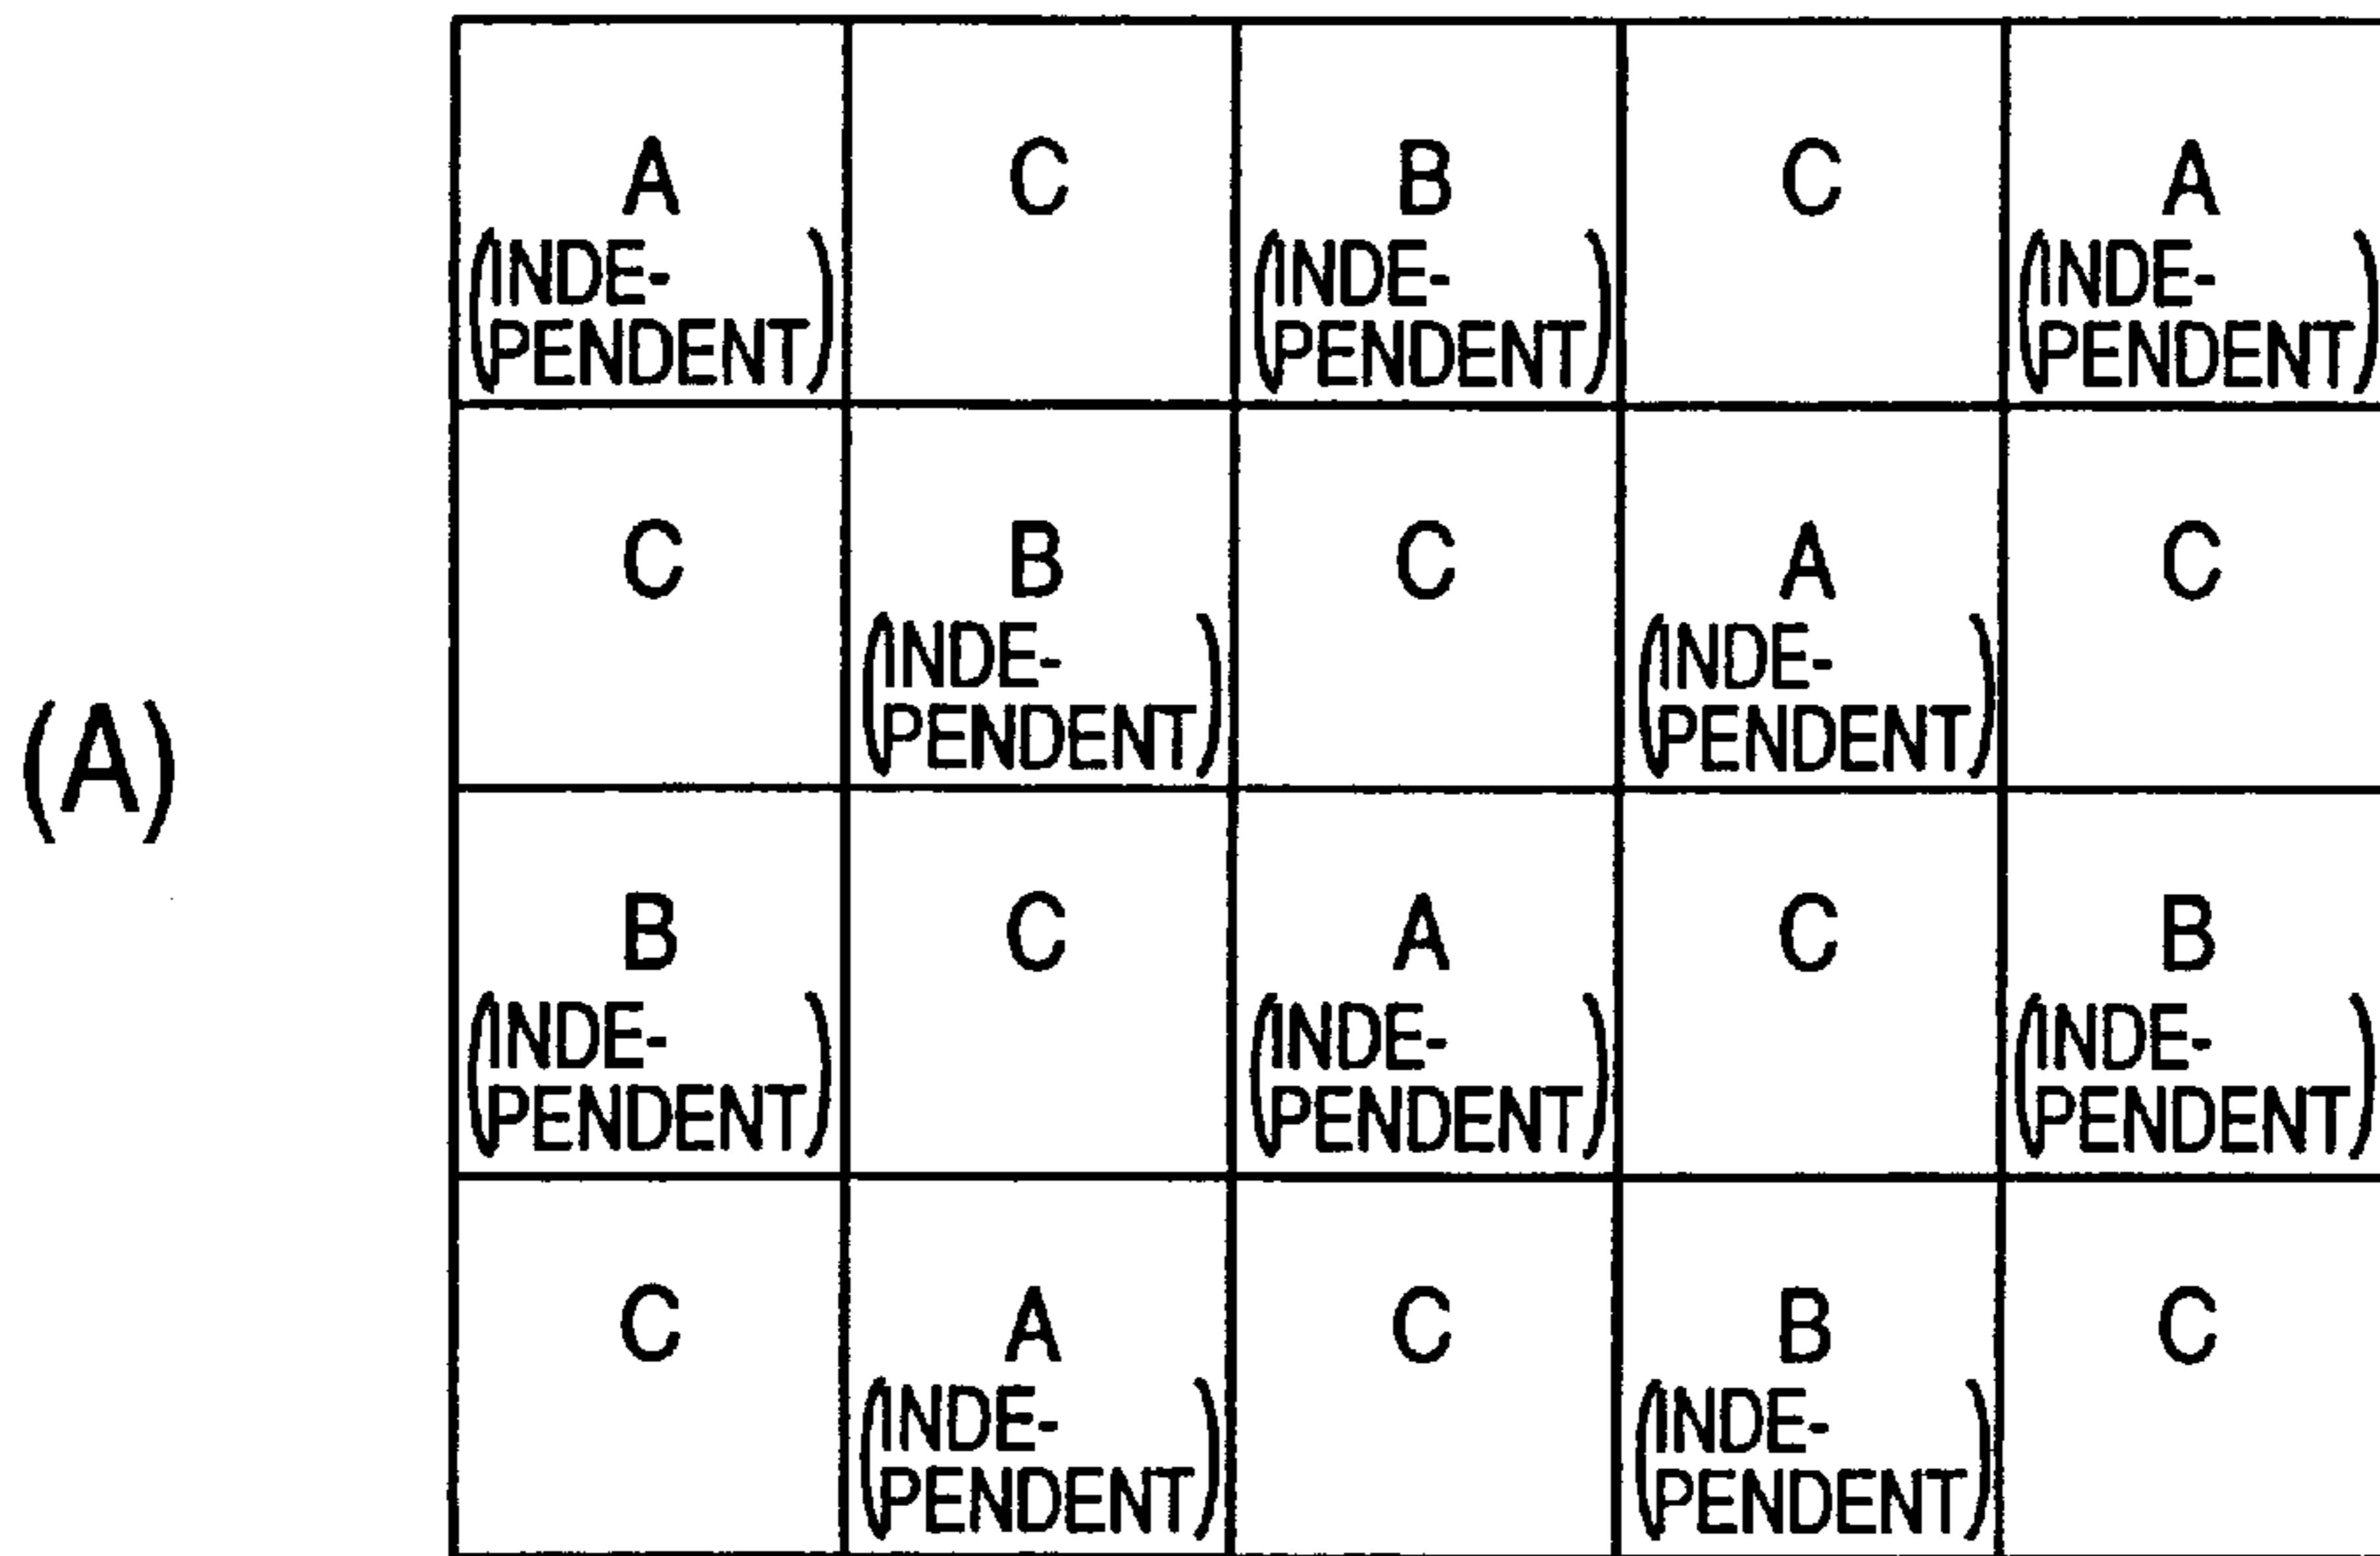 A C B C A
(INDE- (INDE- (INDE-
PENDENT) PENDENT) PENDENT)
C B C A C
(INDE- (INDE-
PENDENT) PENDENT)
(A)
B C A C B
(INDE- (INDE- (INDE-
PENDENT) PENDENT) PENDENT)
C A C B C
(INDE- (INDE-
PENDENT) PENDENT)